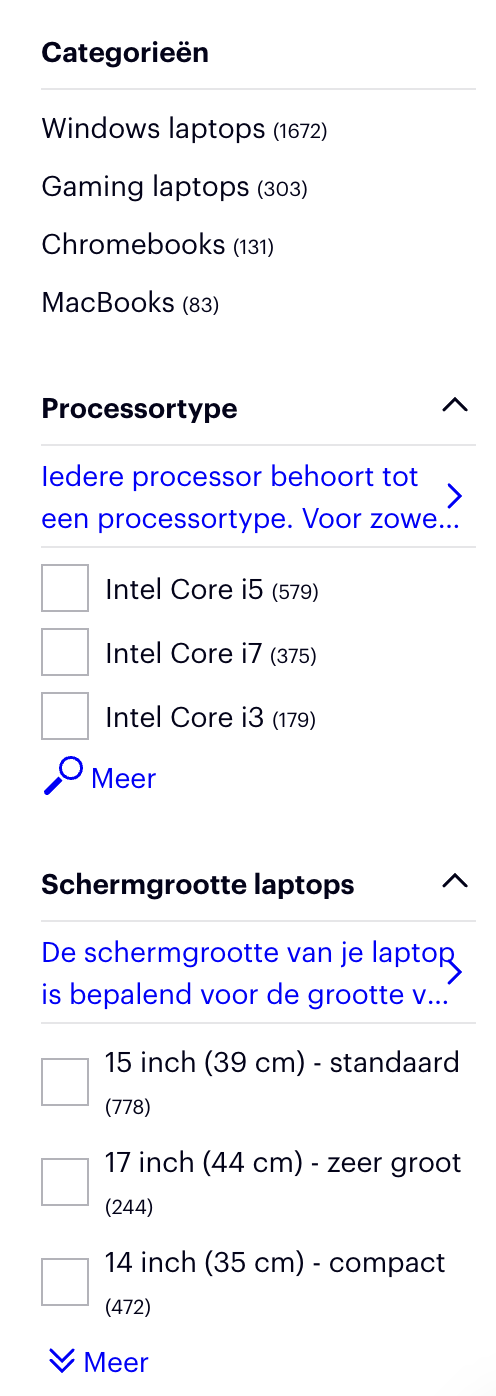 Categorieën
Windows laptops (1672)
Gaming laptops (303)
Chromebooks (131)
MacBooks (83)
Processortype
Iedere processor behoort tot
een processortype. Voor zowe...
Intel Core i5 (579)
Intel Core i7 (375)
Intel Core i3 (179)
Meer
Schermgrootte laptops
De schermgrootte van je laptop
is bepalend voor de grootte v...
15 inch (39 cm) - standaard
(778)
17 inch (44 cm) - zeer groot
(244)
14 inch (35 cm) - compact
(472)
Meer